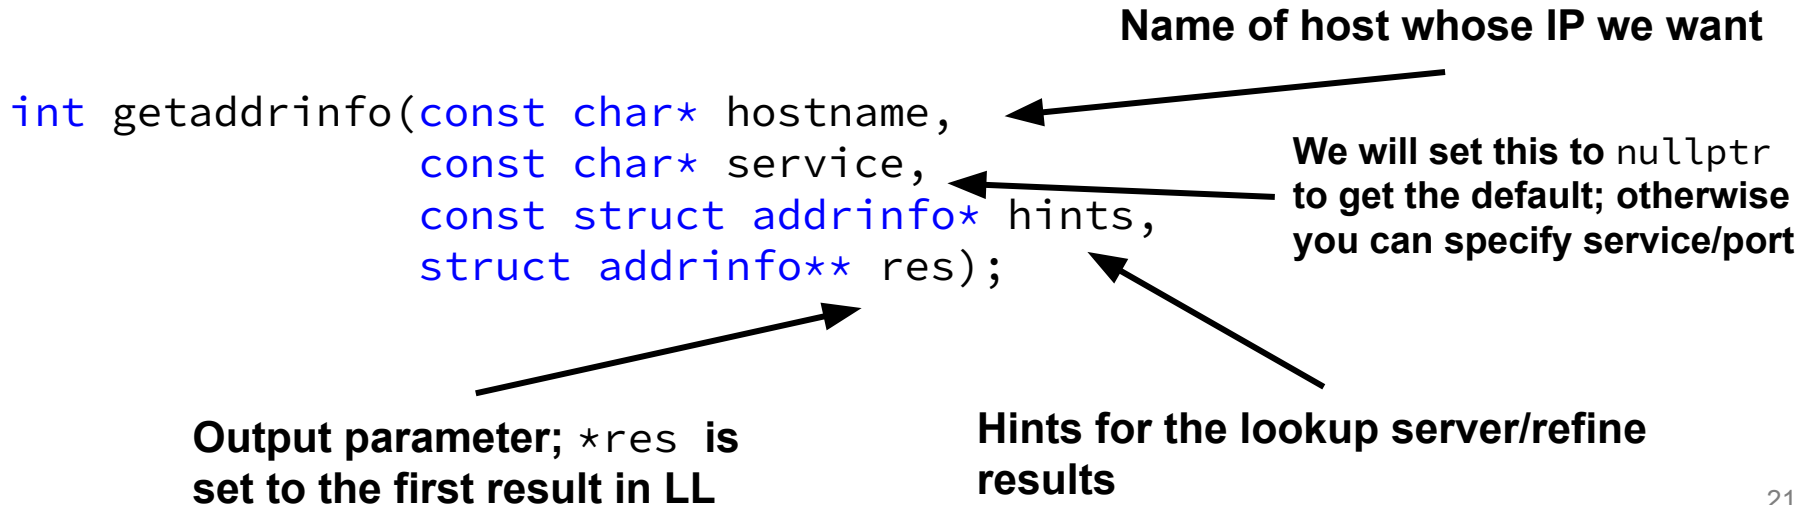 Name of host whose IP we want
int getaddrinfo(const char* hostname,
const char* service,
const struct addrinfo* hints,
struct addrinfo** res);
We will set this to nullptr
to get the default; otherwise
you can specify service/port
Output parameter; *res is
set to the first result in LL
Hints for the lookup server/refine
results
21